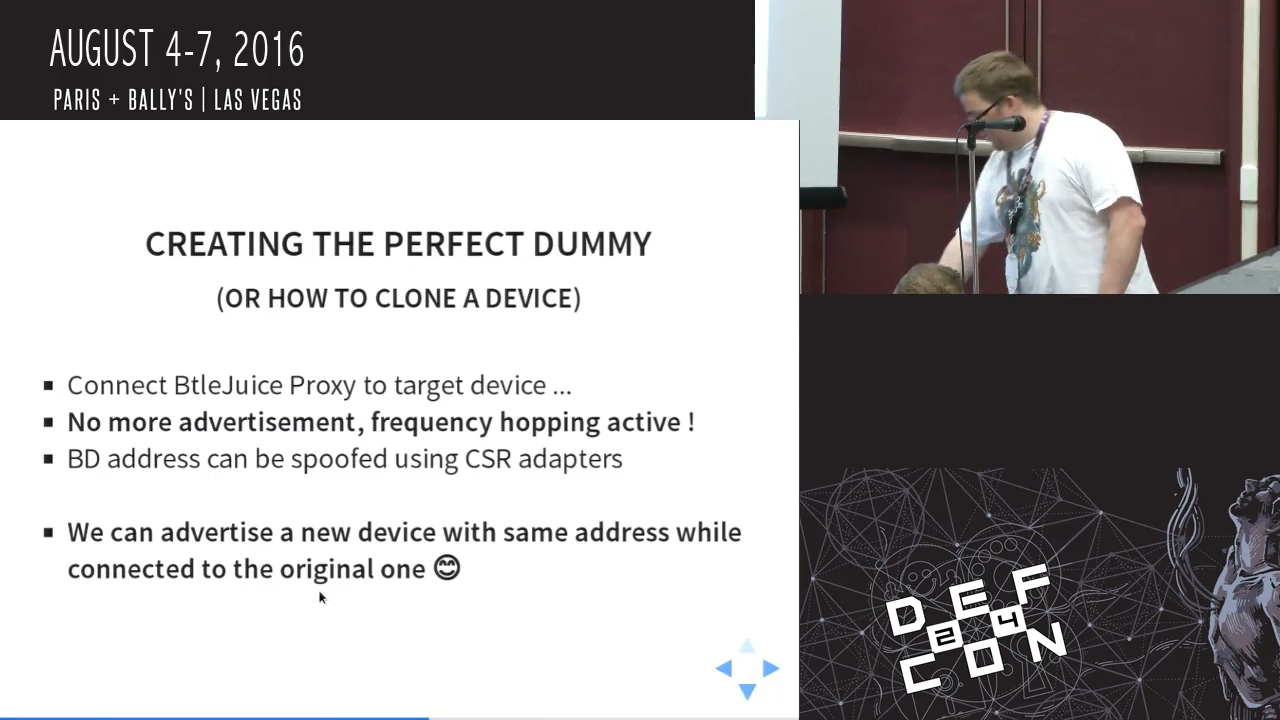 AUGUST 4-7, 2016
PARIS + BALLY'S | LAS VEGAS
CREATING THE PERFECT DUMMY
(OR HOW TO CLONE A DEVICE)
Connect BtleJuice Proxy to target device ...
No more advertisement, frequency hopping active !
BD address can be spoofed using CSR adapters
We can advertise a new device with same address while
connected to the original one 😊
DEF
24
CON